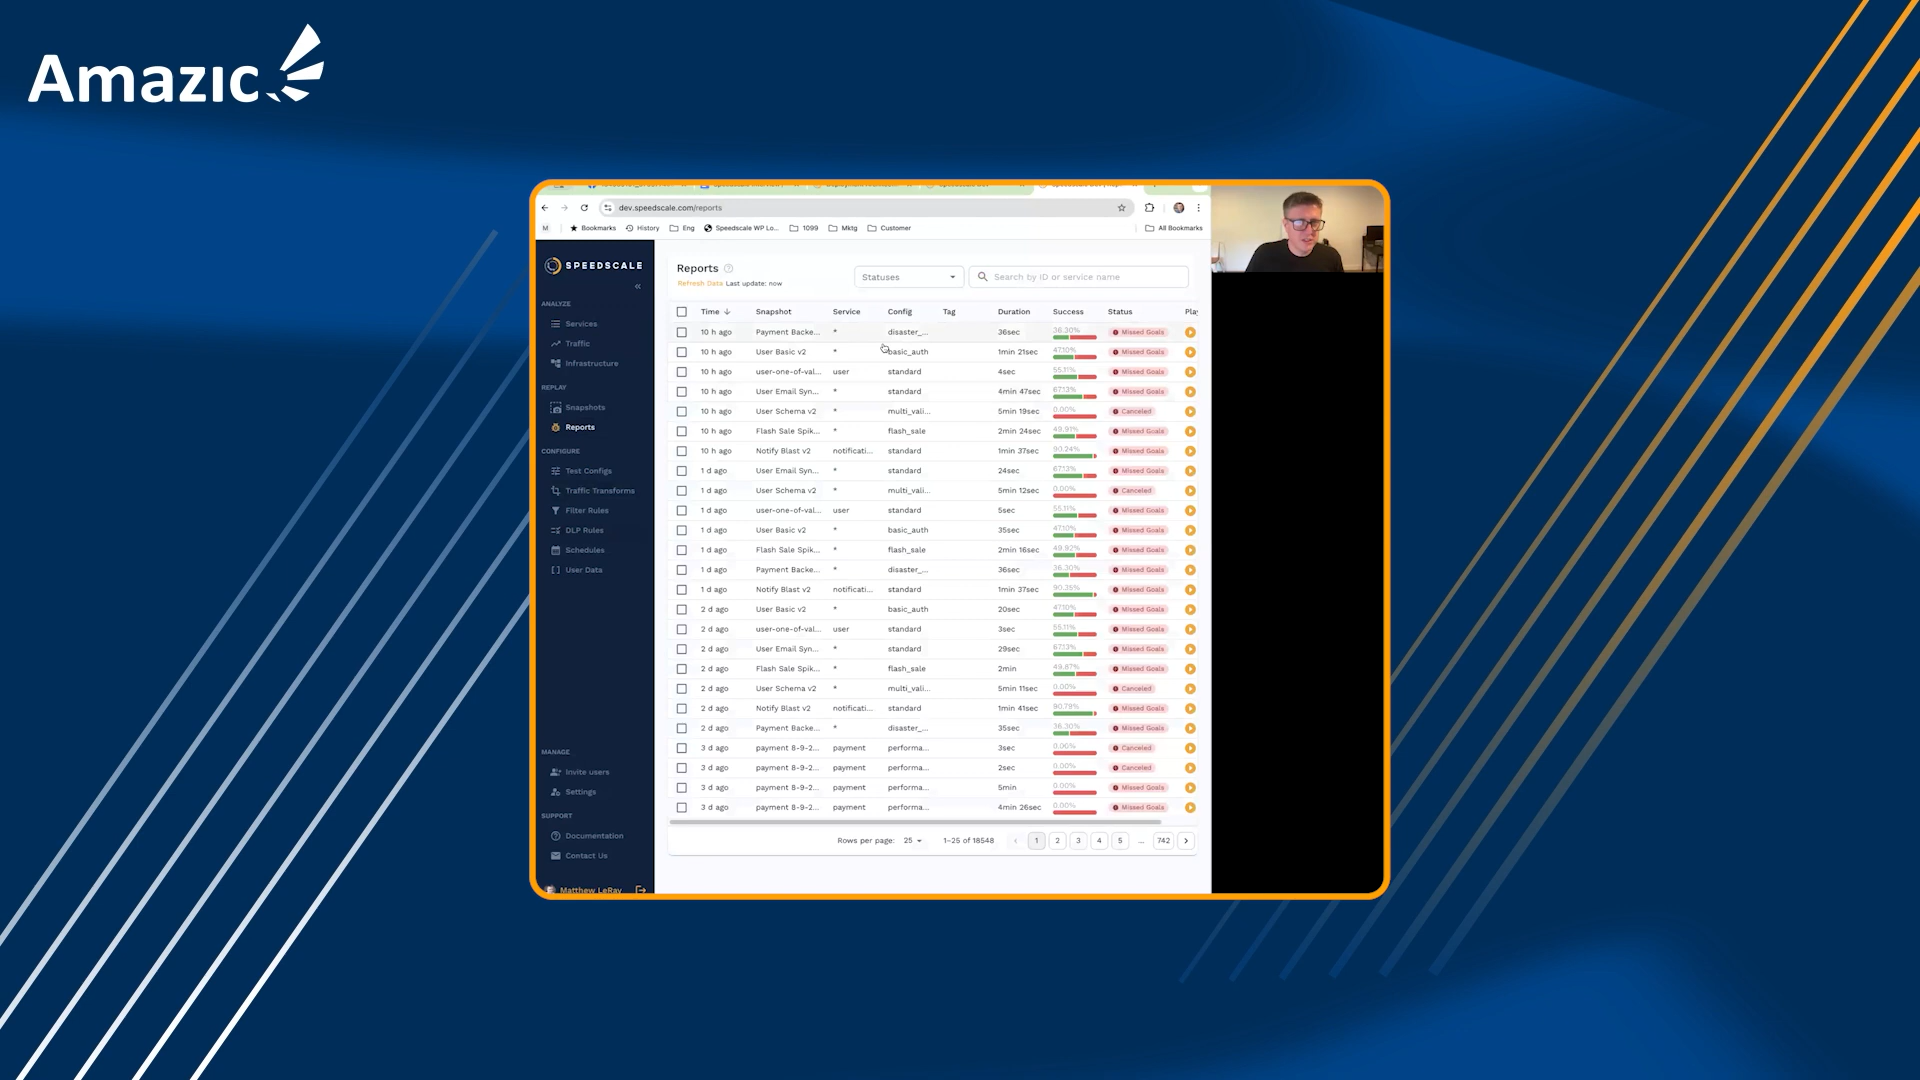 Amazic
dev.speedscale.com/reports
M Bookmarks History Eng Speedscale WP Lo... 1099 Mktg Customer All Bookmarks
SPEEDSCALE
«
ANALYZE
Services
Traffic
Infrastructure
REPLAY
Snapshots
Reports
CONFIGURE
Test Configs
Traffic Transforms
Filter Rules
DLP Rules
Schedules
User Data
MANAGE
Invite users
Settings
SUPPORT
Documentation
Contact Us
Matthew LeRay
Reports
Refresh Data Last update: now
Statuses
Search by ID or service name
Time Snapshot Service Config Tag Duration Success Status Play
10 h ago Payment Backe... * disaster_... 36sec 36.30% Missed Goals
10 h ago User Basic v2 * basic_auth 1min 21sec 47.10% Missed Goals
10 h ago user-one-of-val... user standard 4sec 55.11% Missed Goals
10 h ago User Email Syn... * standard 4min 47sec 67.13% Missed Goals
10 h ago User Schema v2 * multi_vali... 5min 19sec 0.00% Canceled
10 h ago Flash Sale Spik... * flash_sale 2min 24sec 49.91% Missed Goals
10 h ago Notify Blast v2 notificati... standard 1min 37sec 90.24% Missed Goals
1 d ago User Email Syn... * standard 24sec 67.13% Missed Goals
1 d ago User Schema v2 * multi_vali... 5min 12sec 0.00% Canceled
1 d ago user-one-of-val... user standard 5sec 55.11% Missed Goals
1 d ago User Basic v2 * basic_auth 35sec 47.10% Missed Goals
1 d ago Flash Sale Spik... * flash_sale 2min 16sec 49.92% Missed Goals
1 d ago Payment Backe... * disaster_... 36sec 36.30% Missed Goals
1 d ago Notify Blast v2 notificati... standard 1min 37sec 90.35% Missed Goals
2 d ago User Basic v2 * basic_auth 20sec 47.10% Missed Goals
2 d ago user-one-of-val... user standard 3sec 55.11% Missed Goals
2 d ago User Email Syn... * standard 29sec 67.13% Missed Goals
2 d ago Flash Sale Spik... * flash_sale 2min 49.87% Missed Goals
2 d ago User Schema v2 * multi_vali... 5min 11sec 0.00% Canceled
2 d ago Notify Blast v2 notificati... standard 1min 41sec 90.79% Missed Goals
2 d ago Payment Backe... * disaster_... 35sec 36.30% Missed Goals
3 d ago payment 8-9-2... payment performa... 3sec 0.00% Canceled
3 d ago payment 8-9-2... payment performa... 2sec 0.00% Canceled
3 d ago payment 8-9-2... payment performa... 5min 0.00% Missed Goals
3 d ago payment 8-9-2... payment performa... 4min 26sec 0.00% Missed Goals
Rows per page: 25 1–25 of 18548 1 2 3 4 5 ... 742